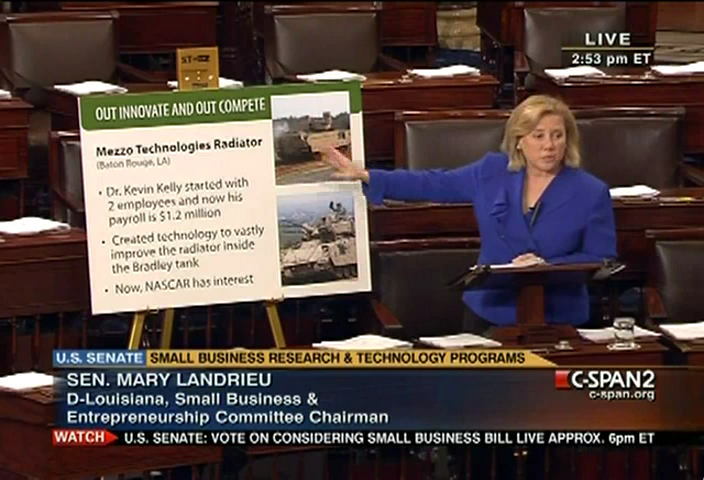 LIVE
2:53 pm ET
OUT INNOVATE AND OUT COMPETE
Mezzo Technologies Radiator
(Baton Rouge, LA)
• Dr. Kevin Kelly started with
2 employees and now his
payroll is $1.2 million
• Created technology to vastly
improve the radiator inside
the Bradley tank
• Now, NASCAR has interest
U.S. SENATE SMALL BUSINESS RESEARCH & TECHNOLOGY PROGRAMS
SEN. MARY LANDRIEU
D-Louisiana, Small Business &
Entrepreneurship Committee Chairman
C-SPAN2
c-span.org
WATCH U.S. SENATE: VOTE ON CONSIDERING SMALL BUSINESS BILL LIVE APPROX. 6pm ET